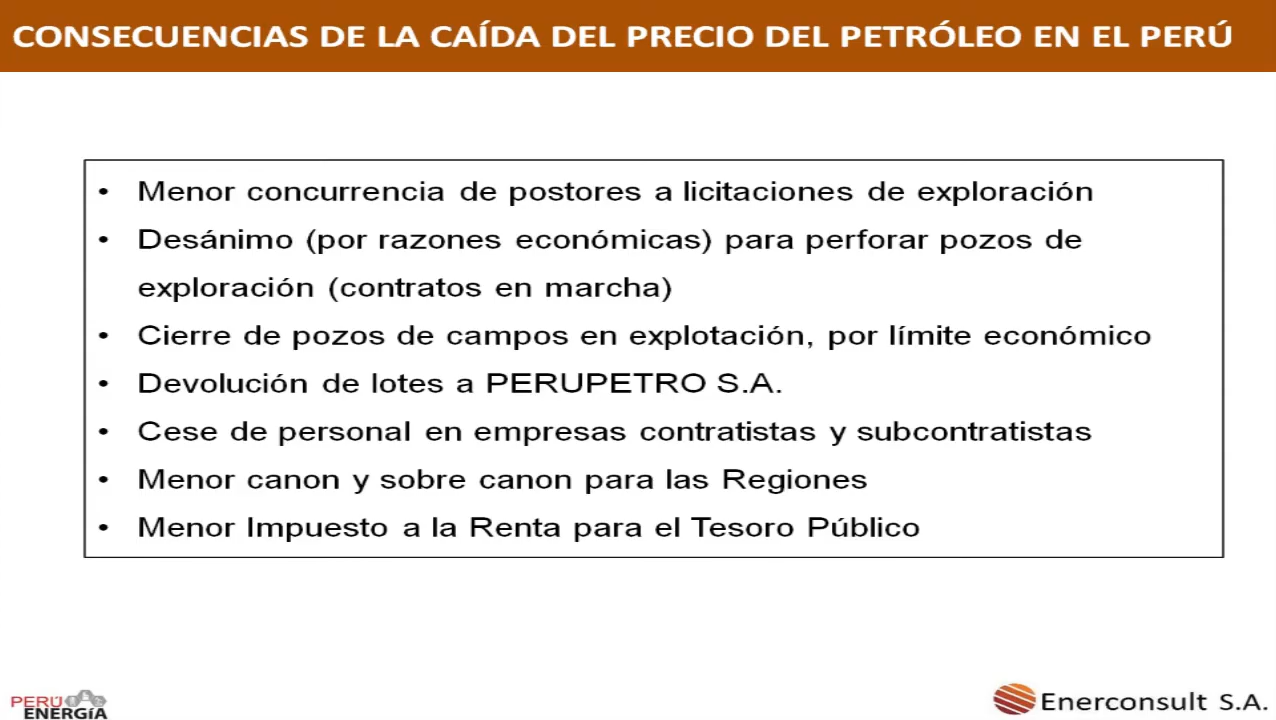 CONSECUENCIAS DE LA CAÍDA DEL PRECIO DEL PETRÓLEO EN EL PERÚ
• Menor concurrencia de postores a licitaciones de exploración
• Desánimo (por razones económicas) para perforar pozos de
exploración (contratos en marcha)
• Cierre de pozos de campos en explotación, por límite económico
• Devolución de lotes a PERUPETRO S.A.
• Cese de personal en empresas contratistas y subcontratistas
• Menor canon y sobre canon para las Regiones
• Menor Impuesto a la Renta para el Tesoro Público
PERÚ
ENERGÍA
Enerconsult S.A.